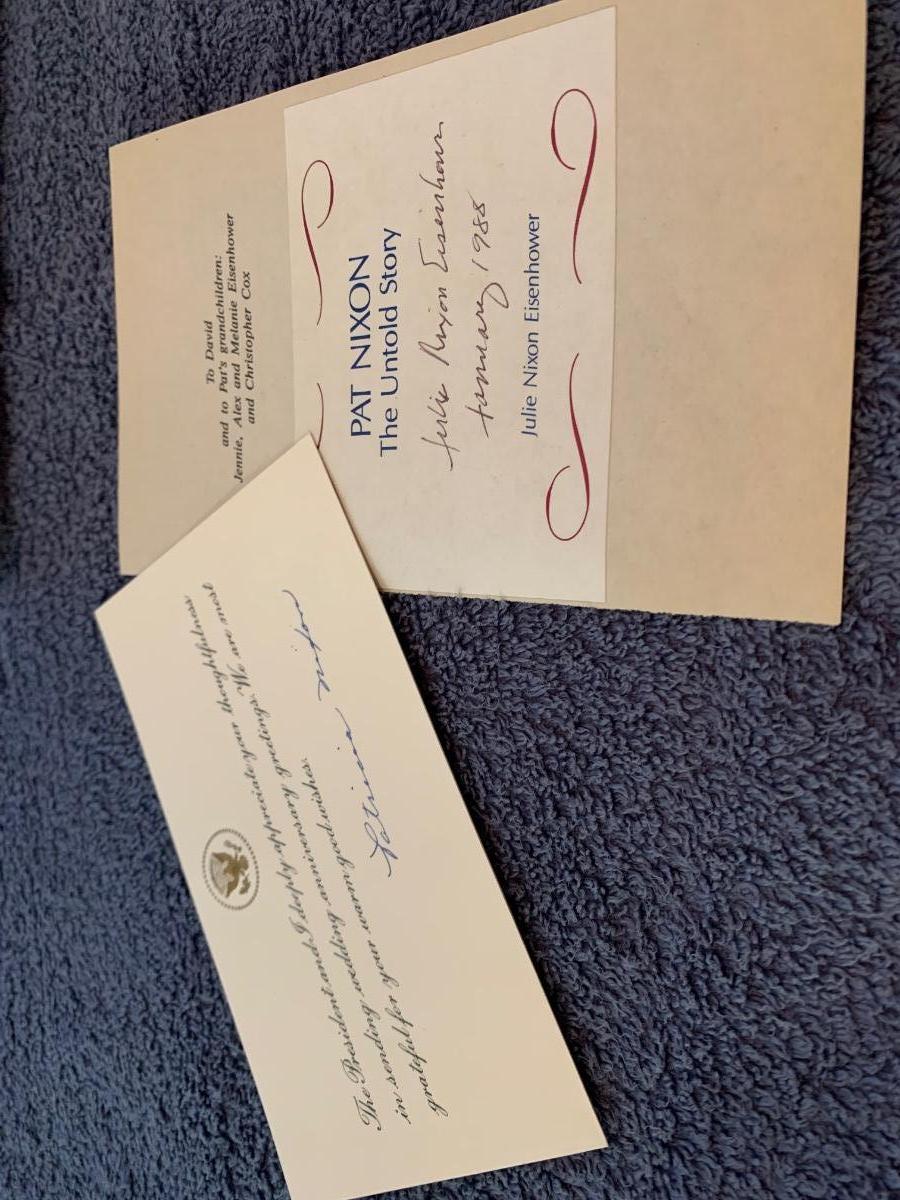 To David
and to Pat's grandchildren:
Jennie, Alex and Melanie Eisenhower
and Christopher Cox
PAT NIXON
The Untold Story
Julie Nixon Eisenhower
January 1988
Julie Nixon Eisenhower
The President and I deeply appreciate your thoughtfulness
in sending wedding anniversary greetings. We are most
grateful for your warm good wishes.
Patricia Nixon